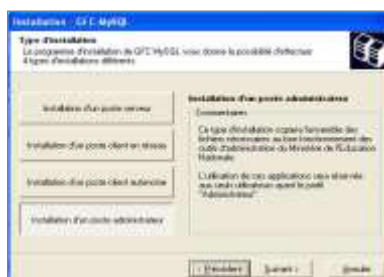 Installation GFC MySQL
Type d'installation
Le programme d'installation de GFC MySQL vous donne la possibilité d'effectuer
4 types d'installations différents
Installation d'un poste serveur
Installation d'un poste client en réseau
Installation d'un poste client autonome
Installation d'un poste administrateur
Installation d'un poste administrateur
Commentaires
Ce type d'installation copiera l'ensemble des
fichiers nécessaires au bon fonctionnement des
outils d'administration du Ministère de l'Education
Nationale.
L'utilisation de ces applications sera réservée
aux seuls utilisateurs ayant le profil
"Administrateur"
< Précédent
Suivant >
Annuler